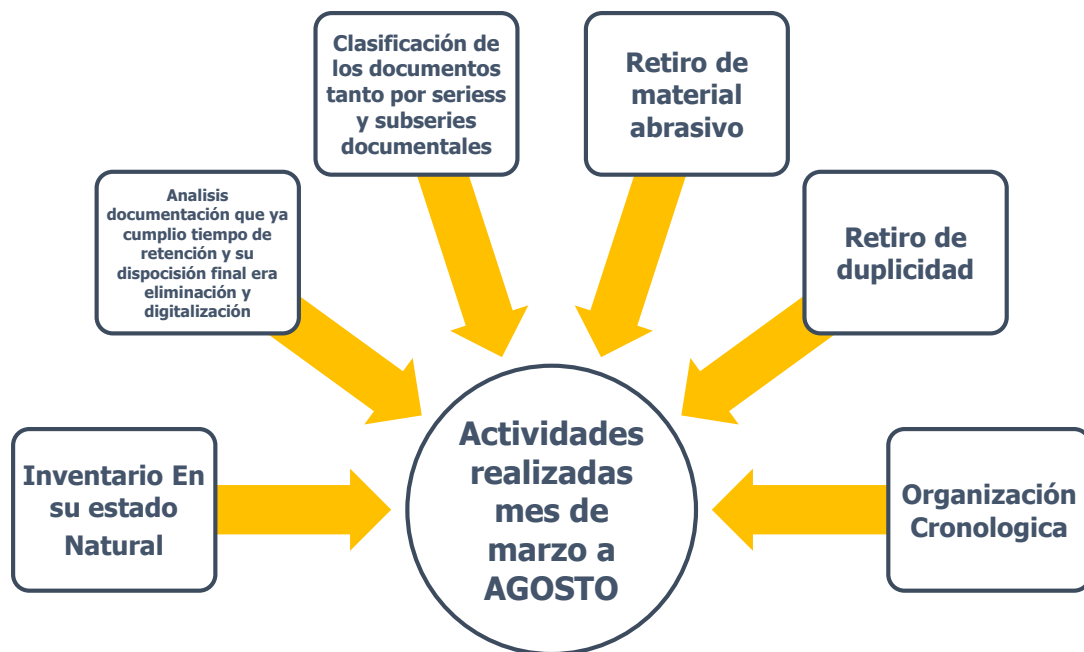 Clasificación de
los documentos
tanto por seriess
y subseries
documentales
Retiro de
material
abrasivo
Analisis
documentación que ya
cumplio tiempo de
retención y su
disposisión final era
eliminación y
digitalización
Retiro de
duplicidad
Inventario En
su estado
Natural
Actividades
realizadas
mes de
marzo a
AGOSTO
Organización
Cronologica